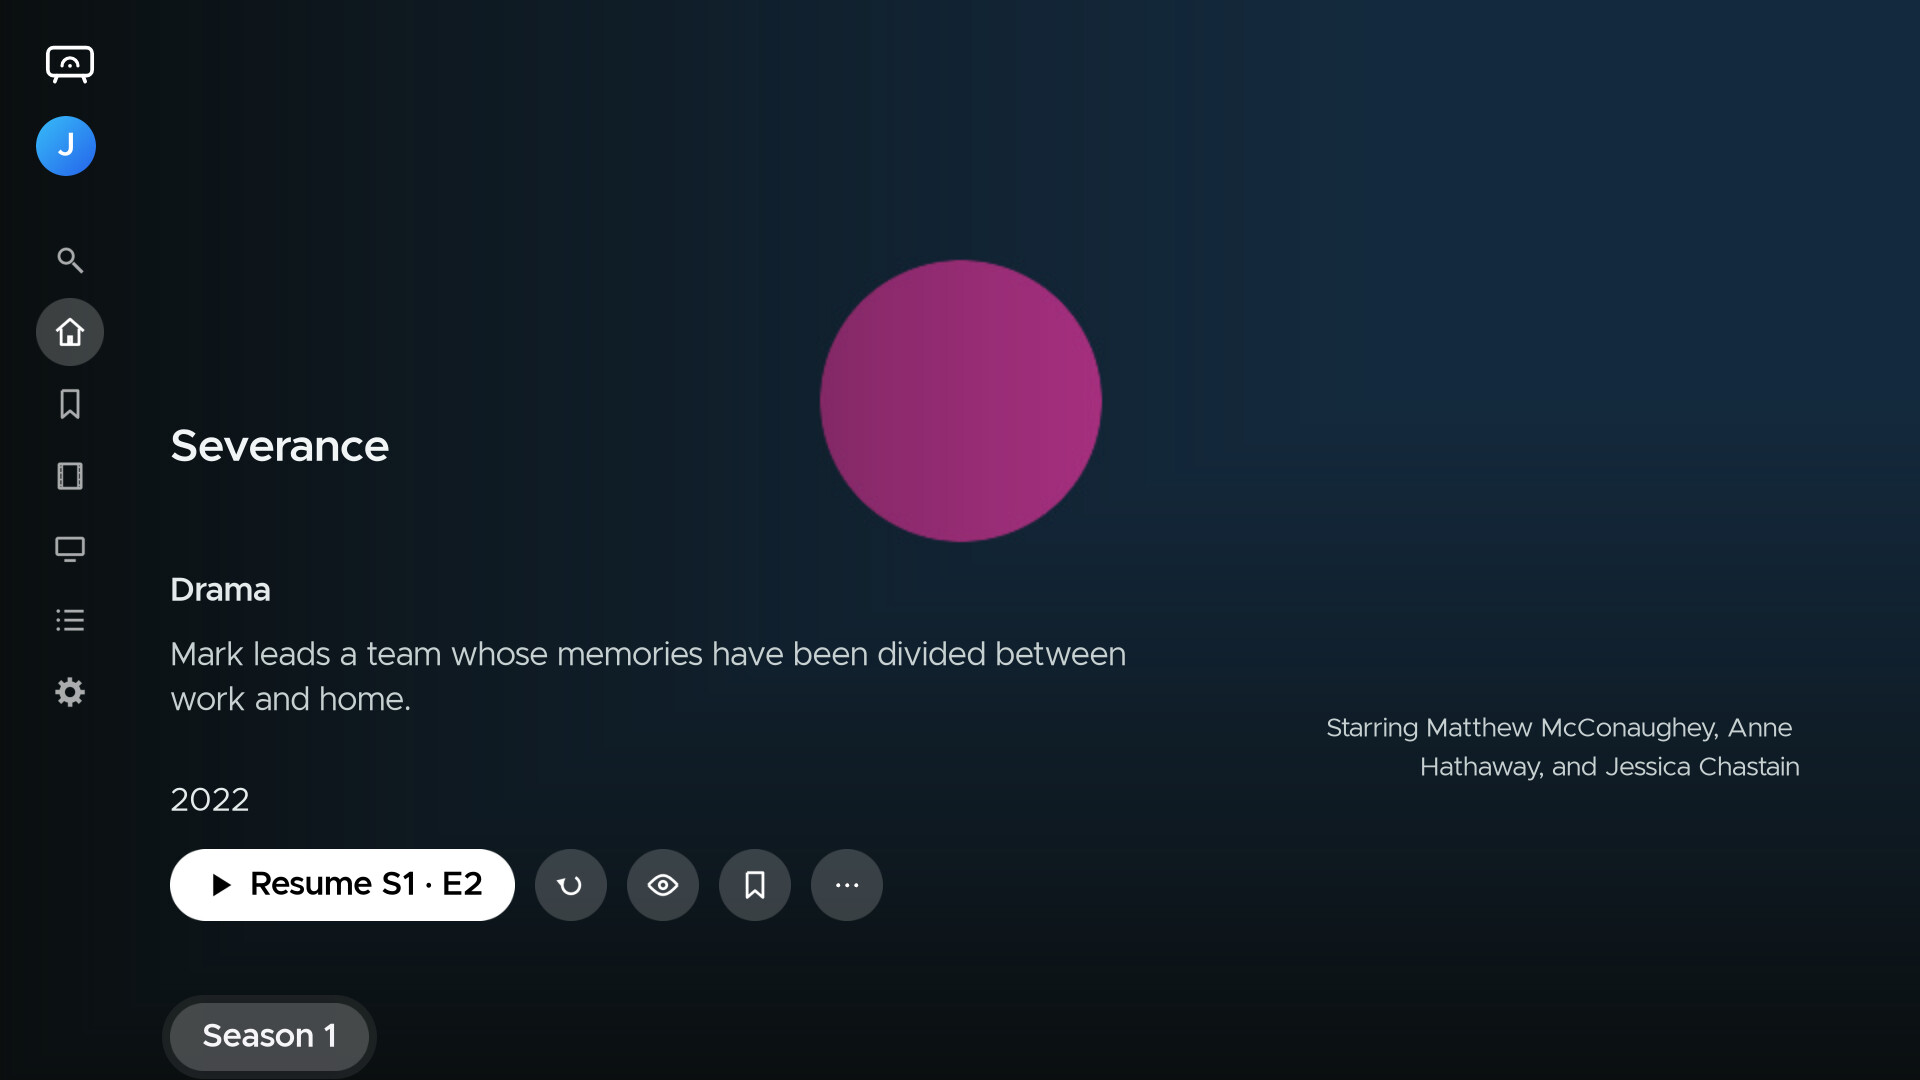 J
Severance
Drama
Mark leads a team whose memories have been divided between
work and home.
Starring Matthew McConaughey, Anne
Hathaway, and Jessica Chastain
2022
Resume S1 · E2
Season 1